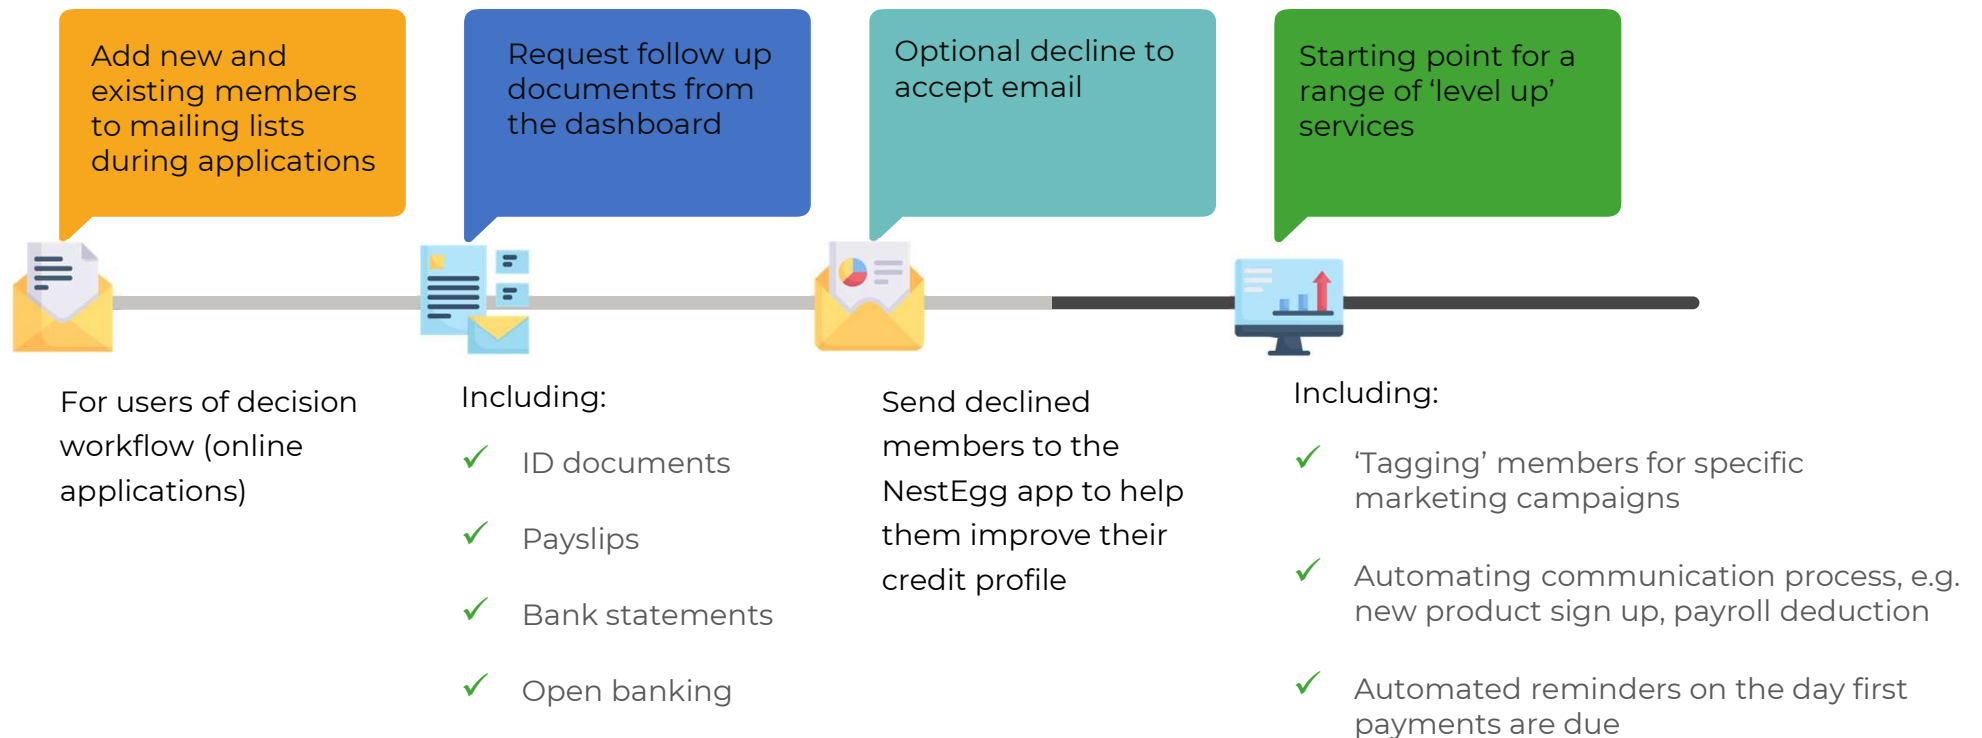 Add new and
existing members
to mailing lists
during applications
Request follow up
documents from
the dashboard
Optional decline to
accept email
Starting point for a
range of ‘level up’
services
For users of decision
workflow (online
applications)
Including:
ID documents
Payslips
Bank statements
Open banking
Send declined
members to the
NestEgg app to help
them improve their
credit profile
Including:
‘Tagging’ members for specific
marketing campaigns
Automating communication process, e.g.
new product sign up, payroll deduction
Automated reminders on the day first
payments are due